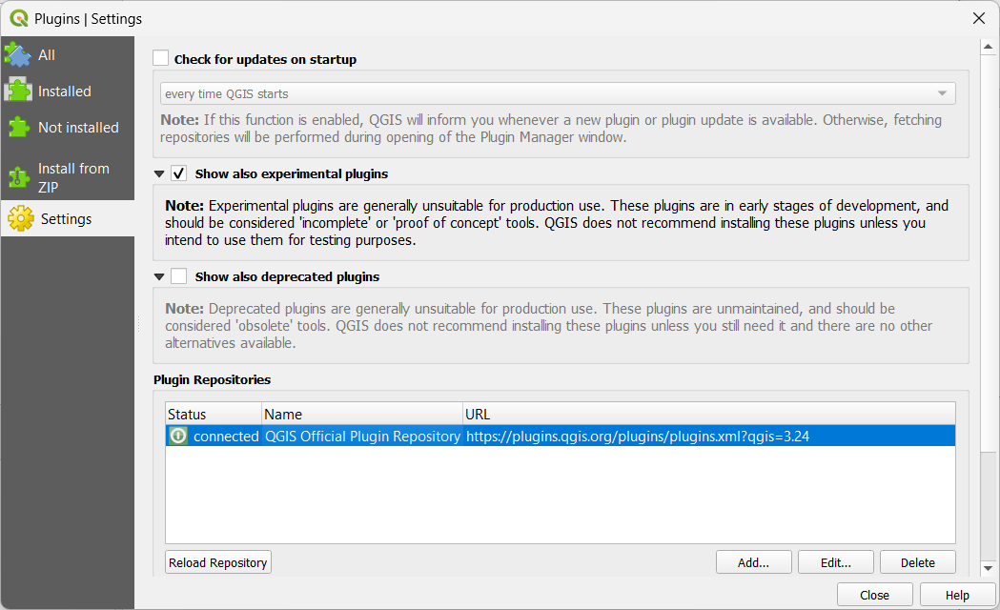 Plugins | Settings
All
Installed
Not installed
Install from
ZIP
Settings
Check for updates on startup
every time QGIS starts
Note: If this function is enabled, QGIS will inform you whenever a new plugin or plugin update is available. Otherwise, fetching
repositories will be performed during opening of the Plugin Manager window.
Show also experimental plugins
Note: Experimental plugins are generally unsuitable for production use. These plugins are in early stages of development, and
should be considered 'incomplete' or 'proof of concept' tools. QGIS does not recommend installing these plugins unless you
intend to use them for testing purposes.
Show also deprecated plugins
Note: Deprecated plugins are generally unsuitable for production use. These plugins are unmaintained, and should be
considered 'obsolete' tools. QGIS does not recommend installing these plugins unless you still need it and there are no other
alternatives available.
Plugin Repositories
Status Name URL
connected QGIS Official Plugin Repository https://plugins.qgis.org/plugins/plugins.xml?qgis=3.24
Reload Repository Add... Edit... Delete
Close Help